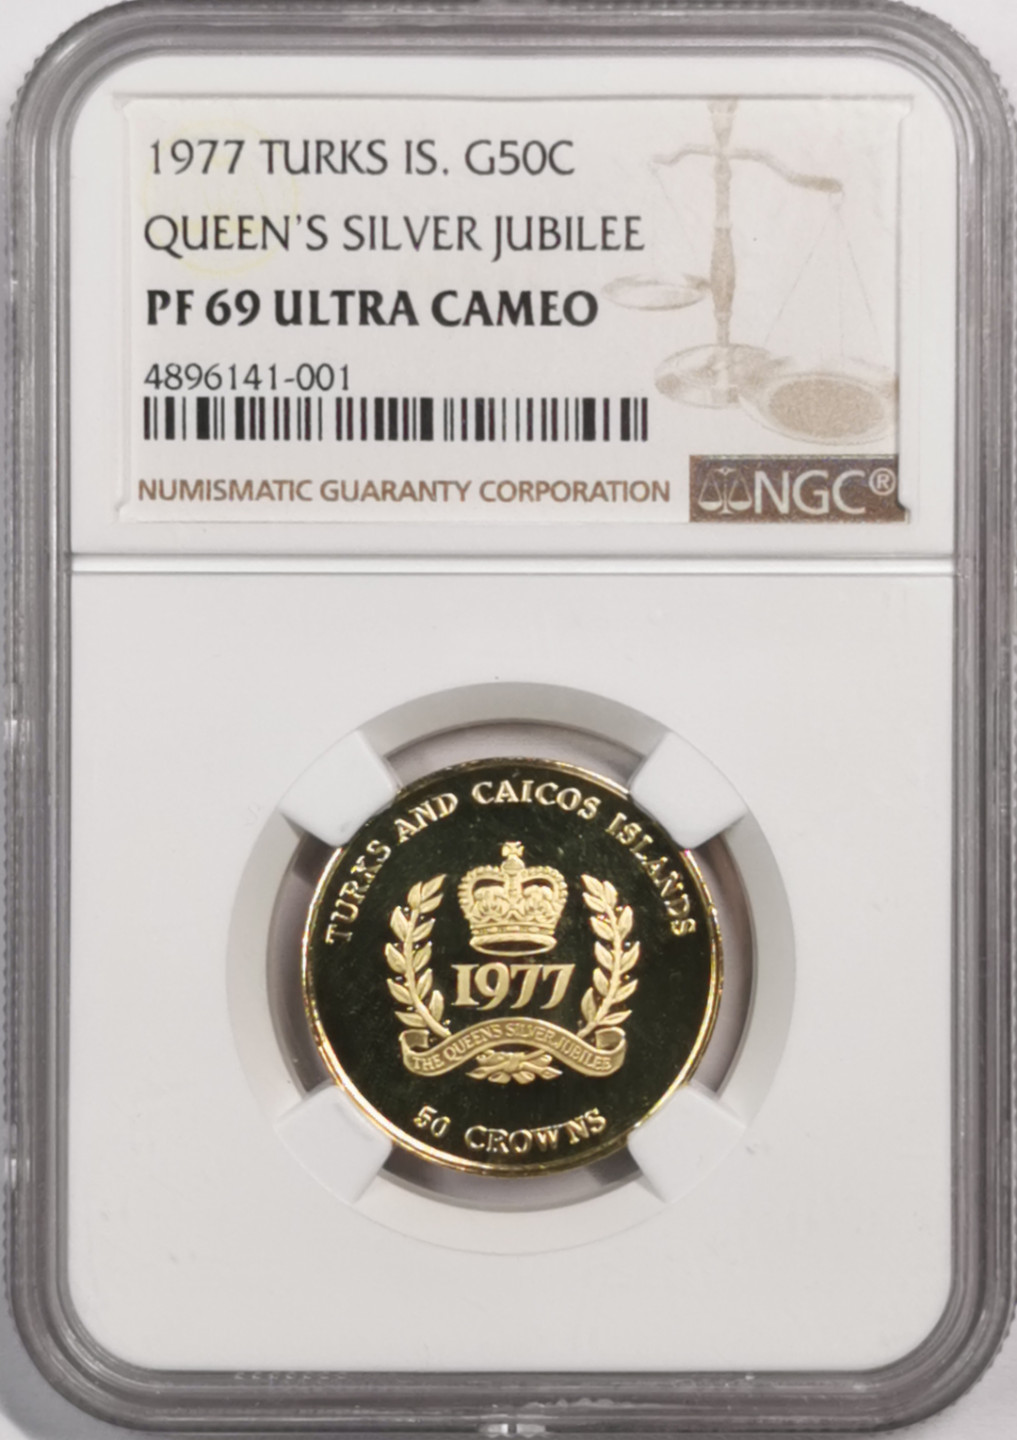 1977 TURKS IS. G50C
QUEEN'S SILVER JUBILEE
PF 69 ULTRA CAMEO
4896141-001
NUMISMATIC GUARANTY CORPORATION
NGC®
TURKS AND CAICOS ISLANDS
1977
THE QUEEN'S SILVER JUBILEE
50 CROWNS